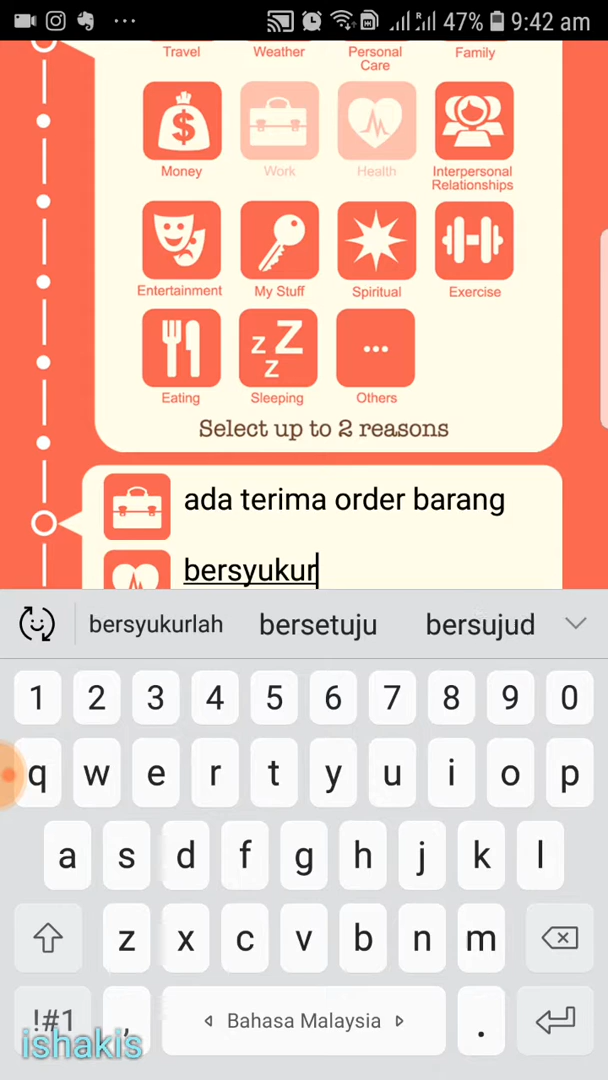 47% 9:42 am
Travel Weather Personal Care Family
Money Work Health Interpersonal Relationships
Entertainment My Stuff Spiritual Exercise
z Z z
Eating Sleeping Others
Select up to 2 reasons
ada terima order barang
bersyukur
bersyukurlah bersetuju bersujud
1 2 3 4 5 6 7 8 9 0
q w e r t y u i o p
a s d f g h j k l
z x c v b n m
!#1 , Bahasa Malaysia .
ishakis